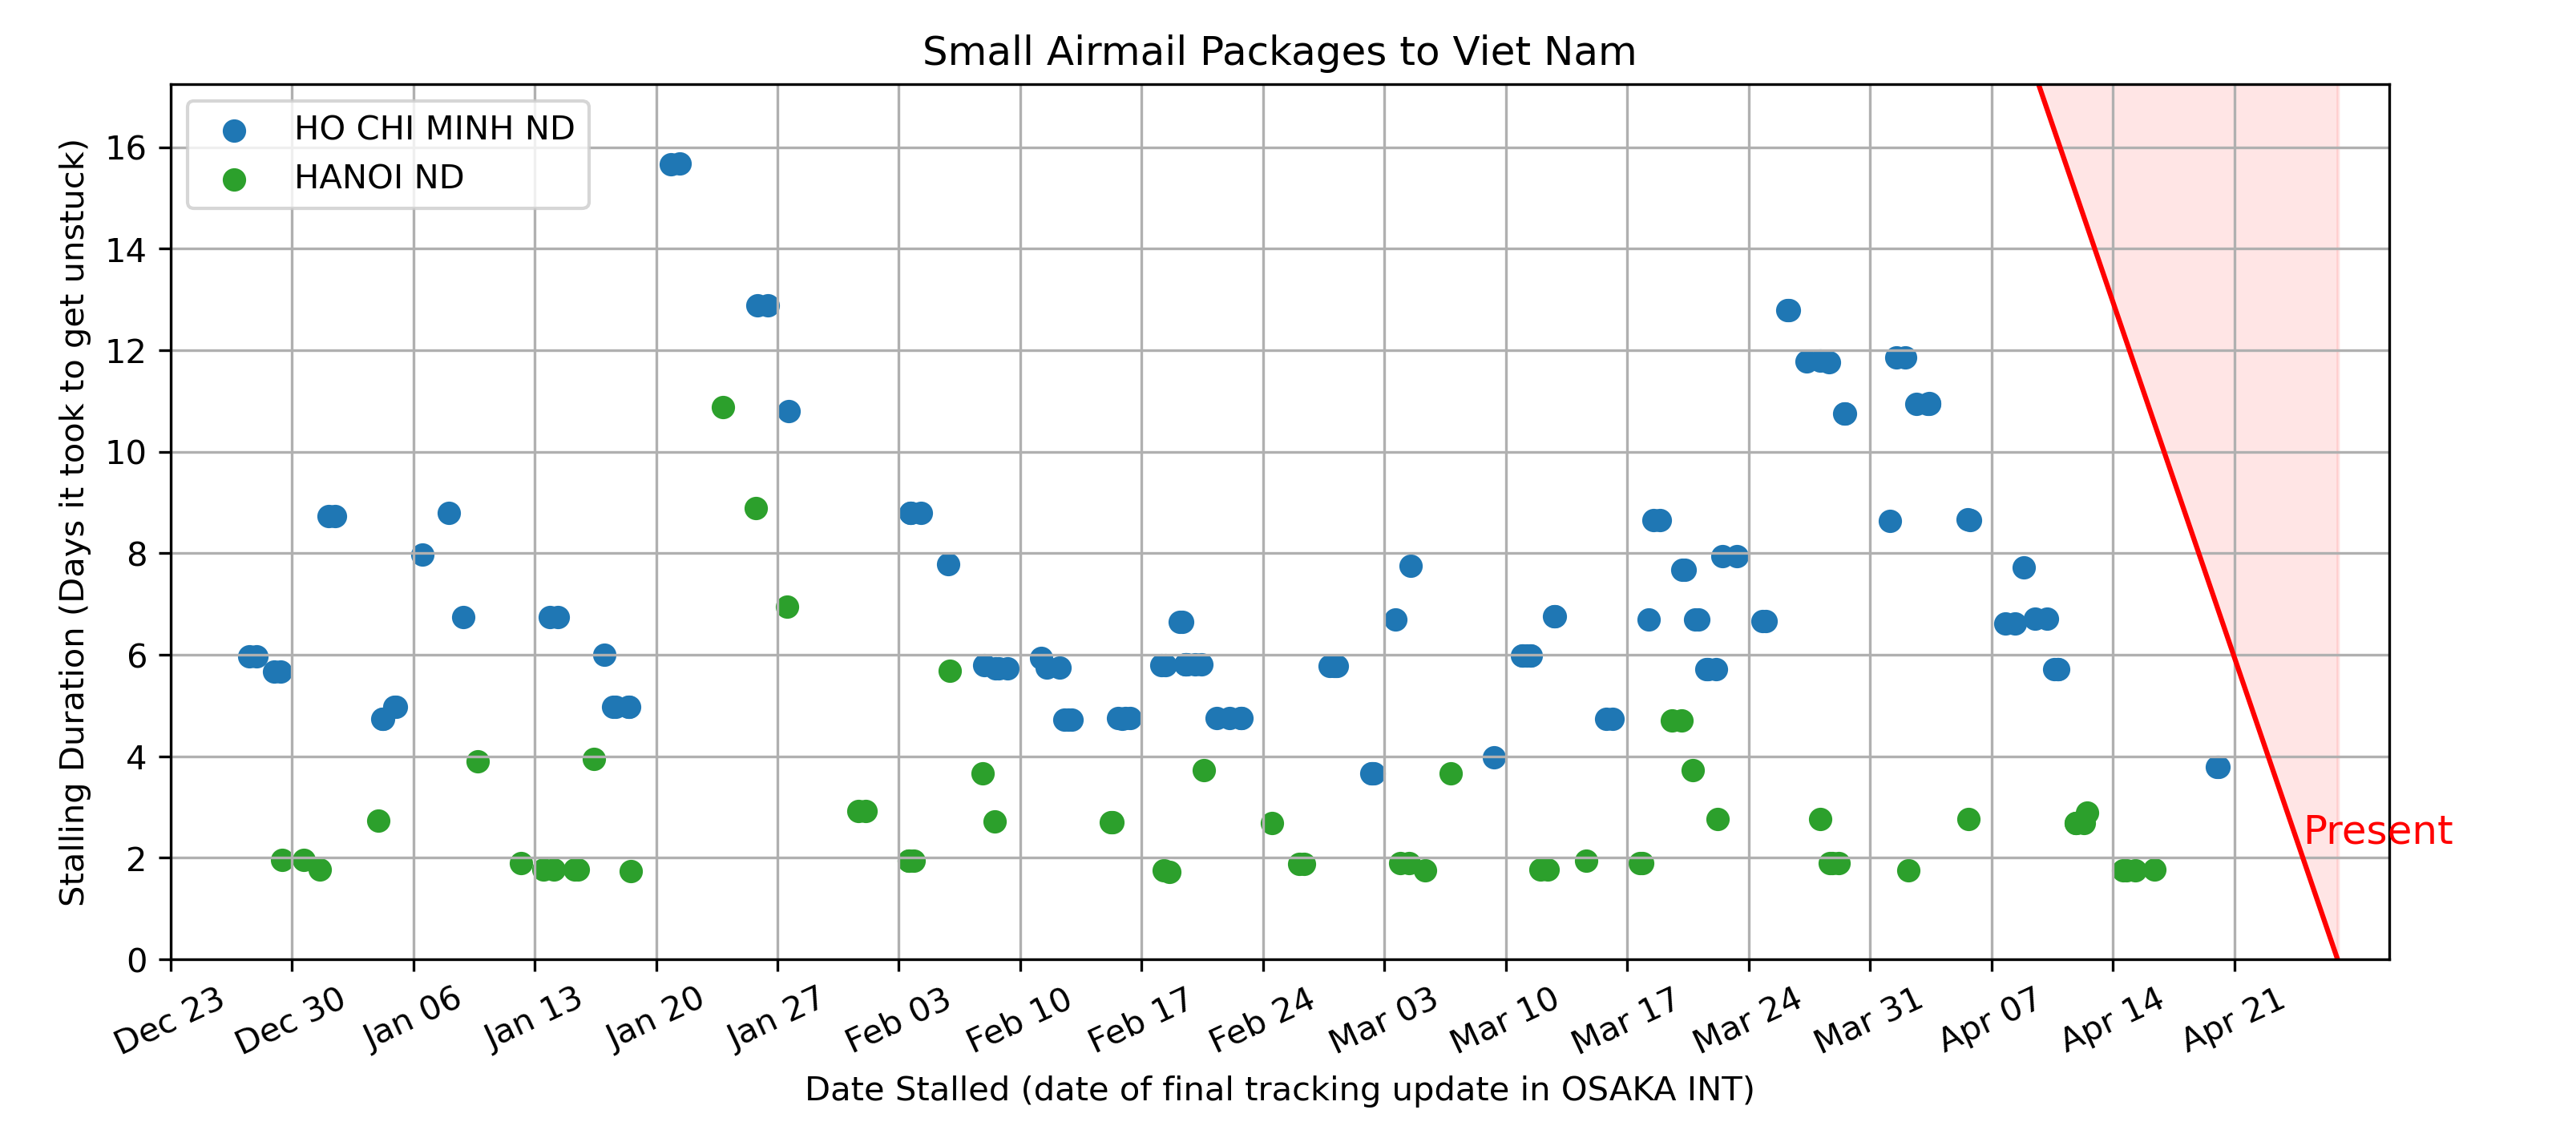 Small Airmail Packages to Viet Nam
HO CHI MINH ND
HANOI ND
Stalling Duration (Days it took to get unstuck)
16
14
12
10
8
6
4
2
0
Present
Dec 23
Dec 30
Jan 06
Jan 13
Jan 20
Jan 27
Feb 03
Feb 10
Feb 17
Feb 24
Mar 03
Mar 10
Mar 17
Mar 24
Mar 31
Apr 07
Apr 14
Apr 21
Date Stalled (date of final tracking update in OSAKA INT)